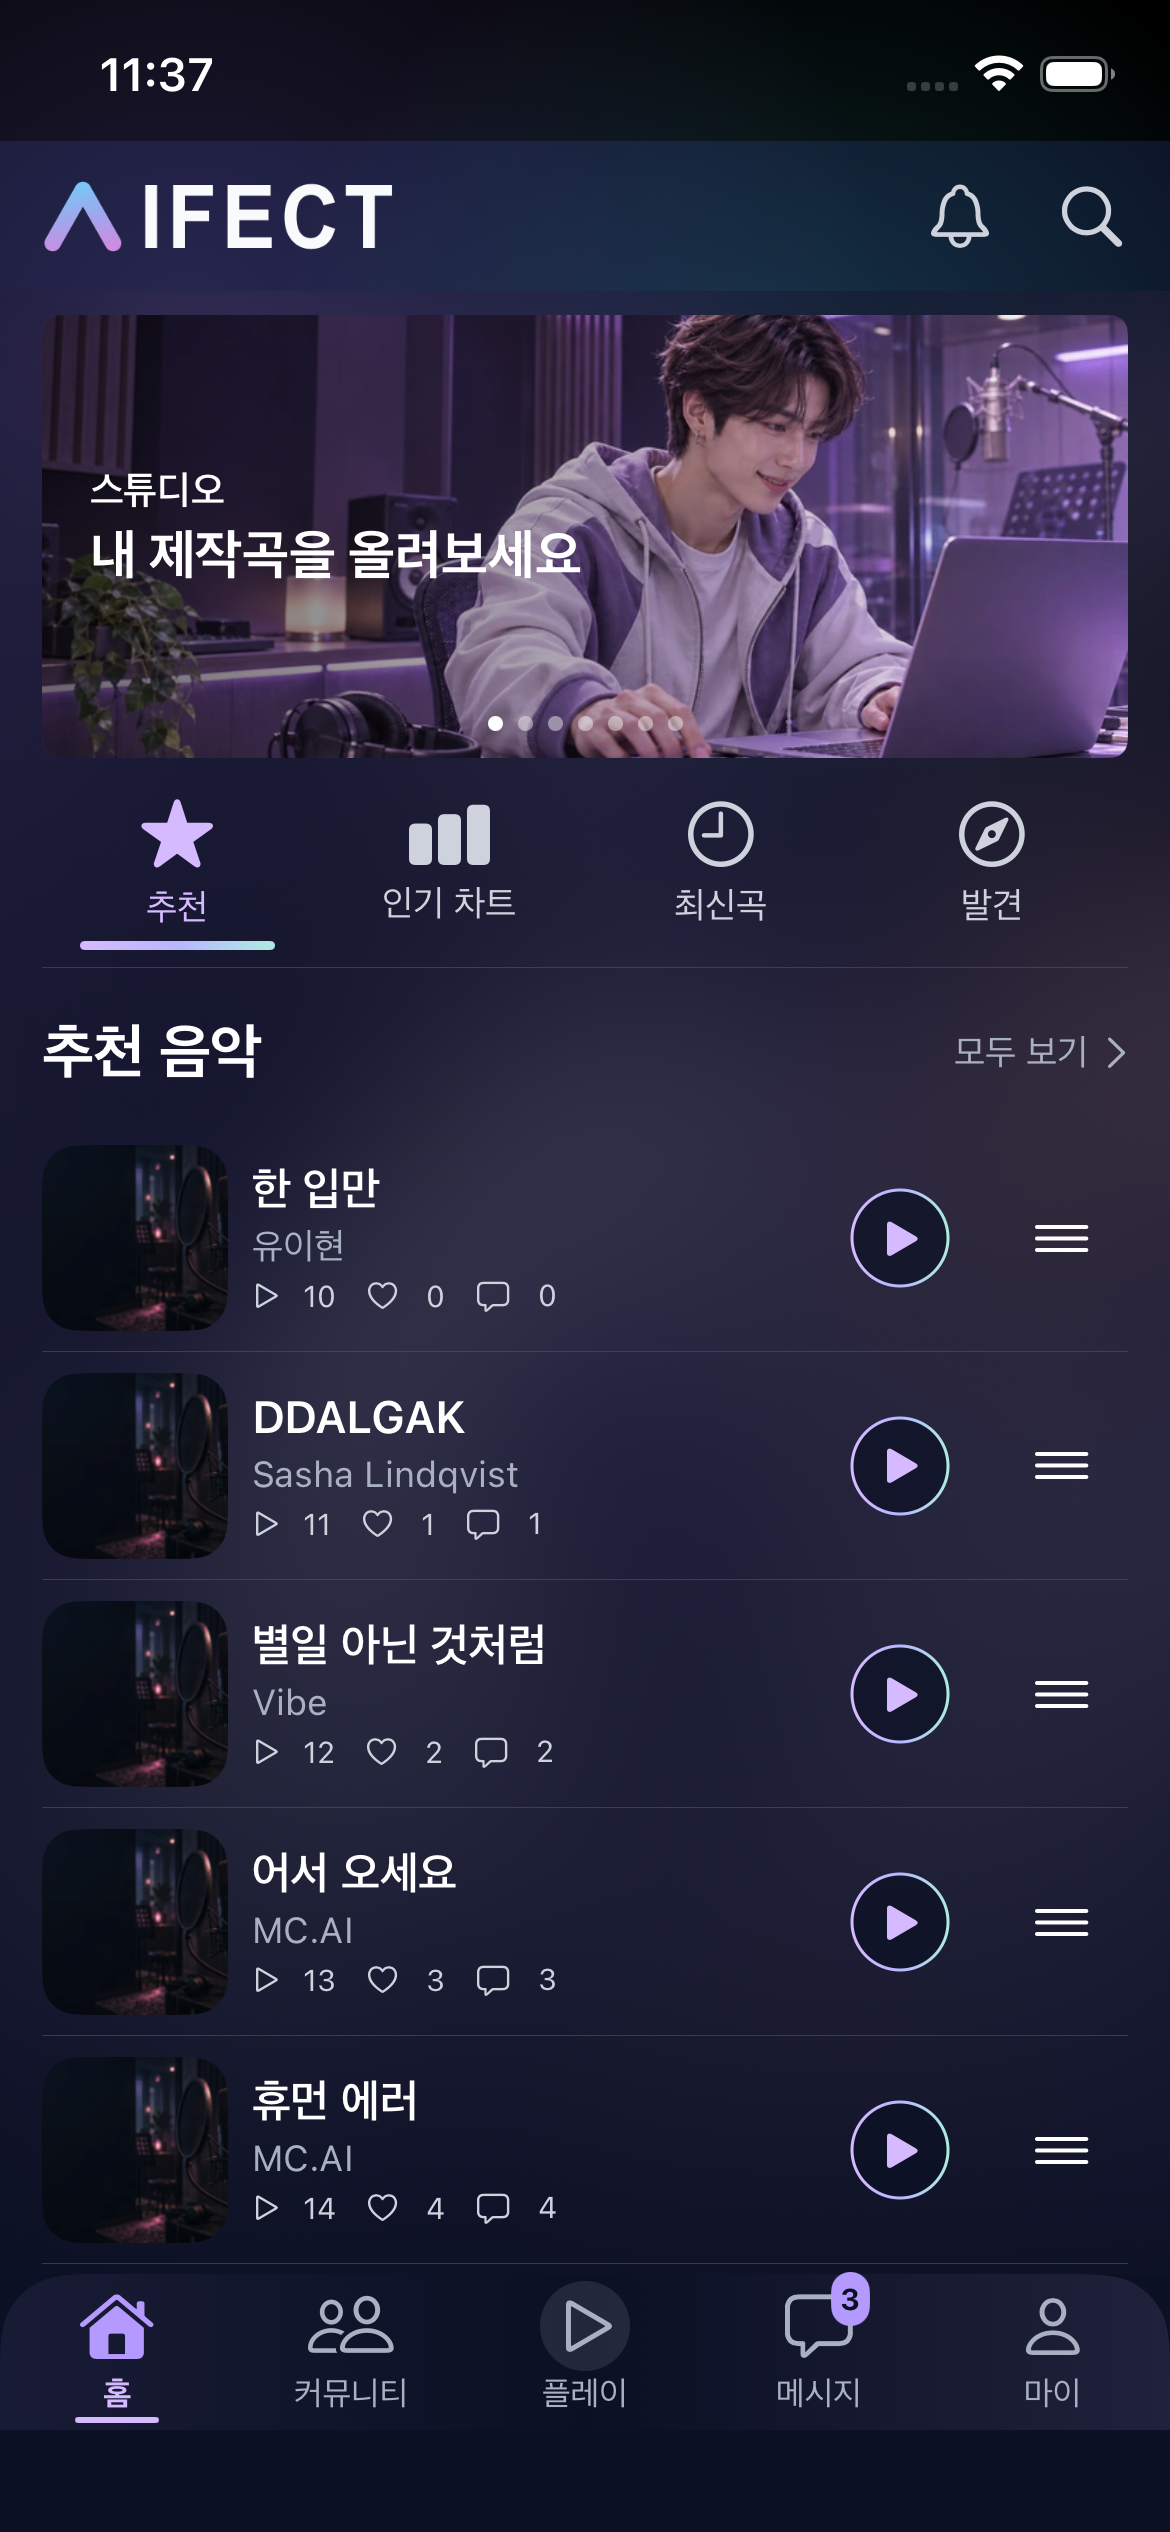 11:37
IFECT
스튜디오
내 제작곡을 올려보세요
추천
인기 차트
최신곡
발견
추천 음악
모두 보기
한 입만
유이현
10 0 0
DDALGAK
Sasha Lindqvist
11 1 1
별일 아닌 것처럼
Vibe
12 2 2
어서 오세요
MC.AI
13 3 3
휴먼 에러
MC.AI
14 4 4
3
홈
커뮤니티
플레이
메시지
마이